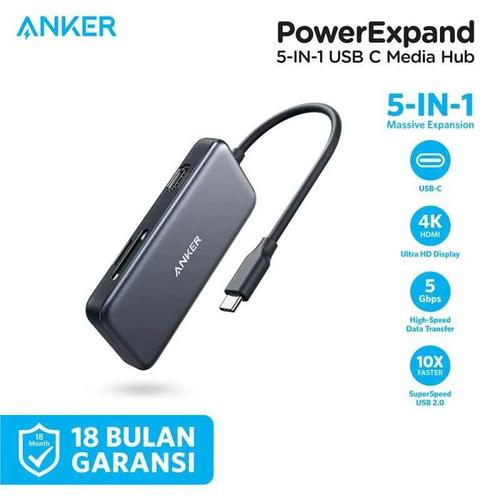 ANKER
PowerExpand
5-IN-1 USB C Media Hub
5-IN-1
Massive Expansion
USB-C
4K
HDMI
Ultra HD Display
5
Gbps
High-Speed
Data Transfer
10X
FASTER
SuperSpeed
USB 2.0
ANKER
18
Month
18 BULAN
GARANSI